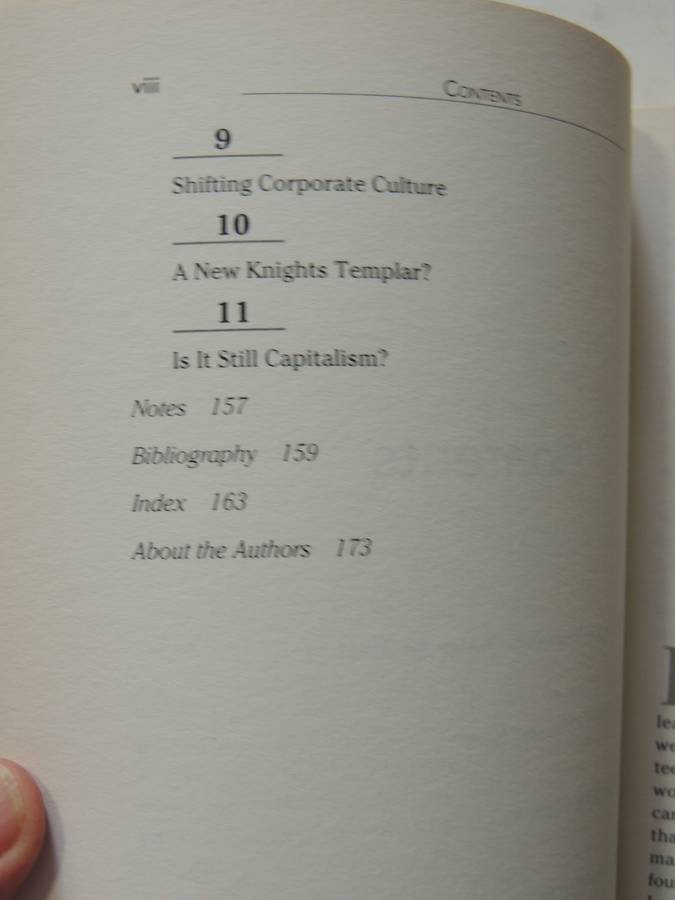 viii CONTENTS
9
Shifting Corporate Culture
10
A New Knights Templar?
11
Is It Still Capitalism?
Notes 157
Bibliography 159
Index 163
About the Authors 173